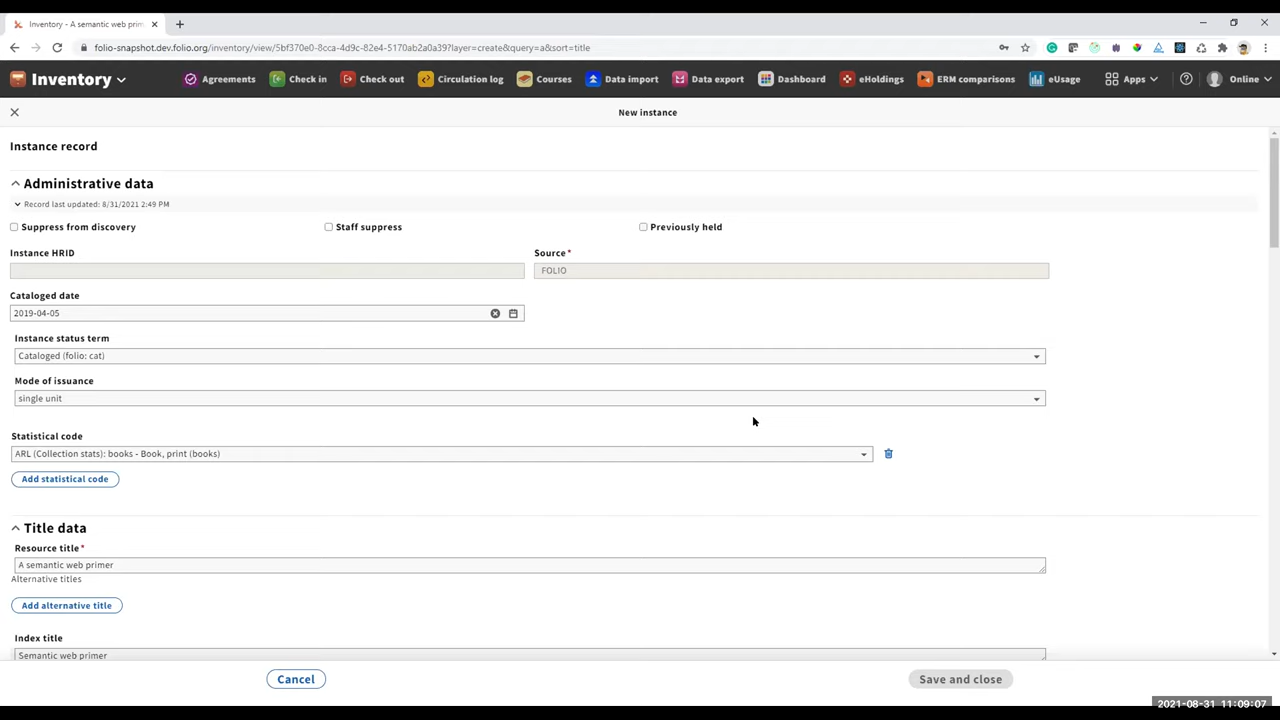 Inventory - A semantic web prim
folio-snapshot.dev.folio.org/inventory/view/5bf370e0-8cca-4d9c-82e4-5170ab2a0a39?layer=create&query=a&sort=title
Inventory Agreements Check in Check out Circulation log Courses Data import Data export Dashboard eHoldings ERM comparisons eUsage Apps Online
New instance
Instance record
Administrative data
Record last updated: 8/31/2021 2:49 PM
Suppress from discovery Staff suppress Previously held
Instance HRID Source*
FOLIO
Cataloged date
2019-04-05
Instance status term
Cataloged (folio: cat)
Mode of issuance
single unit
Statistical code
ARL (Collection stats): books - Book, print (books)
Add statistical code
Title data
Resource title*
A semantic web primer
Alternative titles
Add alternative title
Index title
Semantic web primer
Cancel Save and close
2021-08-31 11:09:07